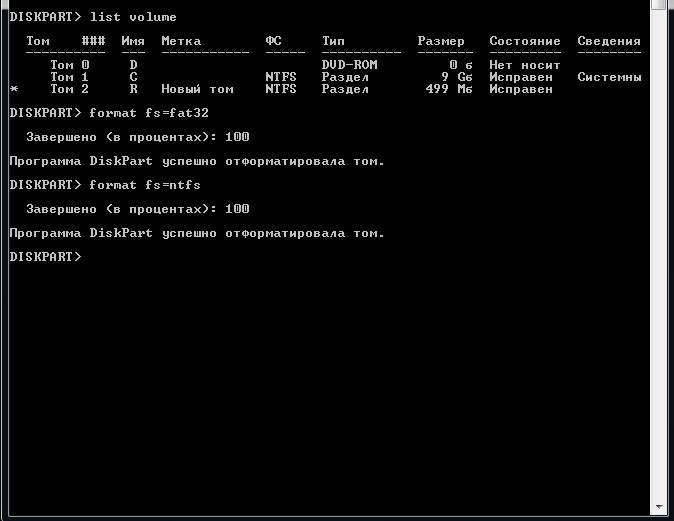 DISKPART> list volume
Том ### Имя Метка ФС Тип Размер Состояние Сведения
Том 0 D DVD-ROM 0 б Нет носит
Том 1 C NTFS Раздел 9 Gб Исправен Системны
* Том 2 R Новый том NTFS Раздел 499 Mб Исправен
DISKPART> format fs=fat32
Завершено (в процентах): 100
Программа DiskPart успешно отформатировала том.
DISKPART> format fs=ntfs
Завершено (в процентах): 100
Программа DiskPart успешно отформатировала том.
DISKPART>